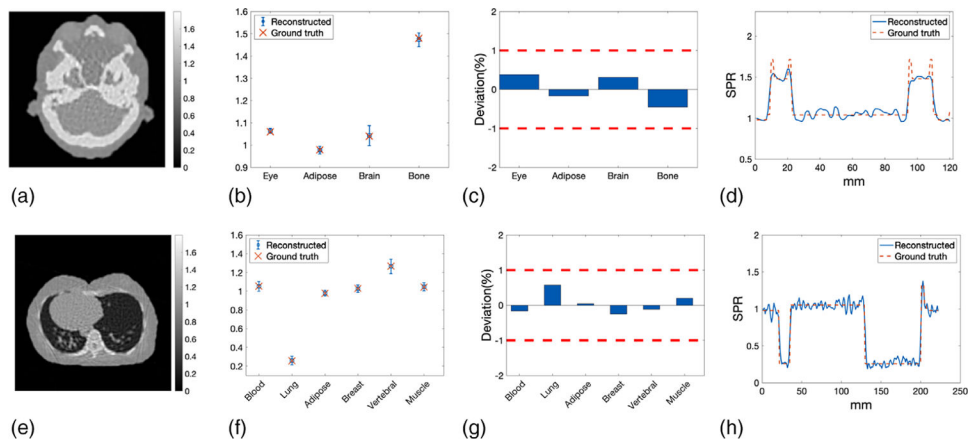 1.8
1.6
1.4
1.2
1
0.8
0.6
0.4
0.2
0
(a)
1.6
1.5
1.4
1.3
1.2
1.1
1
0.9
Reconstructed
Ground truth
Eye Adipose Brain Bone
(b)
Deviation(%)
2
1
0
-1
-2
Eye Adipose Brain Bone
(c)
SPR
2
1.5
1
0.5
Reconstructed
Ground truth
0 20 40 60 80 100 120
mm
(d)
1.6
1.4
1.2
1
0.8
0.6
0.4
0.2
0
(e)
1.6
1.4
1.2
1
0.8
0.6
0.4
0.2
Reconstructed
Ground truth
Blood Lung Adipose Breast Vertebral Muscle
(f)
Deviation(%)
2
1
0
-1
-2
Blood Lung Adipose Breast Vertebral Muscle
(g)
SPR
2
1.5
1
0.5
0
Reconstructed
Ground truth
0 50 100 150 200 250
mm
(h)